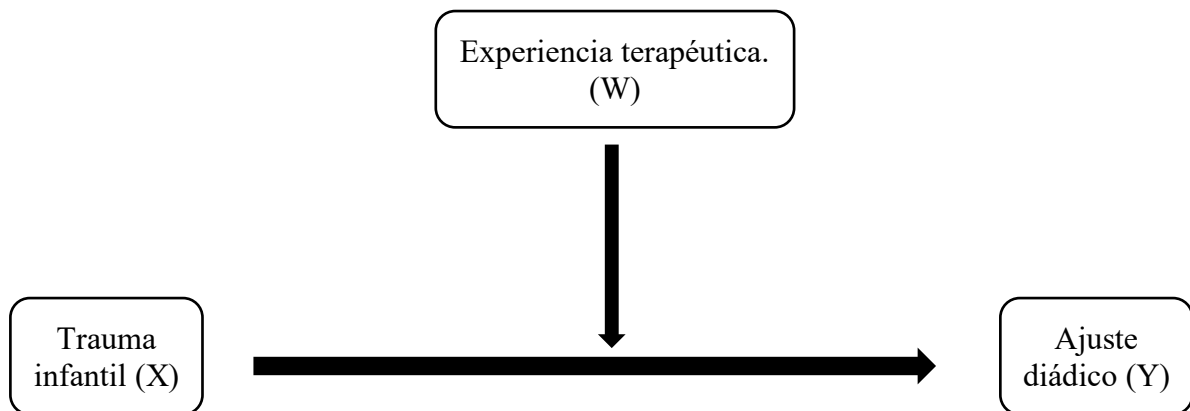 Experiencia terapéutica.
(W)
Trauma
infantil (X)
Ajuste
diádico (Y)